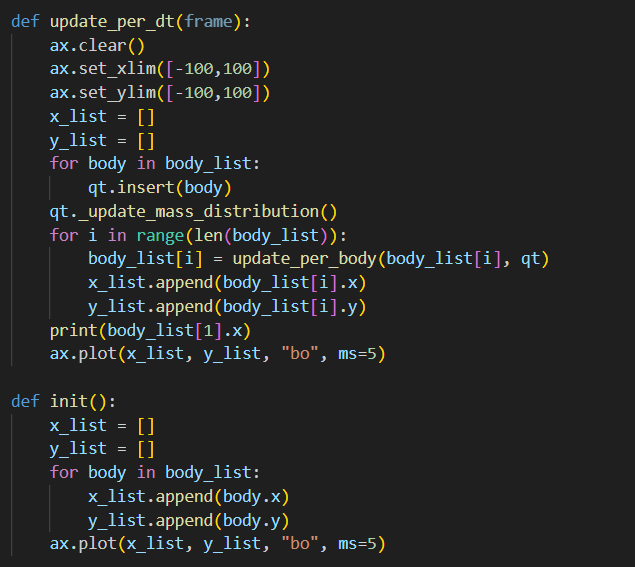 def update_per_dt(frame):
    ax.clear()
    ax.set_xlim([-100,100])
    ax.set_ylim([-100,100])
    x_list = []
    y_list = []
    for body in body_list:
        qt.insert(body)
    qt._update_mass_distribution()
    for i in range(len(body_list)):
        body_list[i] = update_per_body(body_list[i], qt)
        x_list.append(body_list[i].x)
        y_list.append(body_list[i].y)
    print(body_list[1].x)
    ax.plot(x_list, y_list, "bo", ms=5)

def init():
    x_list = []
    y_list = []
    for body in body_list:
        x_list.append(body.x)
        y_list.append(body.y)
    ax.plot(x_list, y_list, "bo", ms=5)